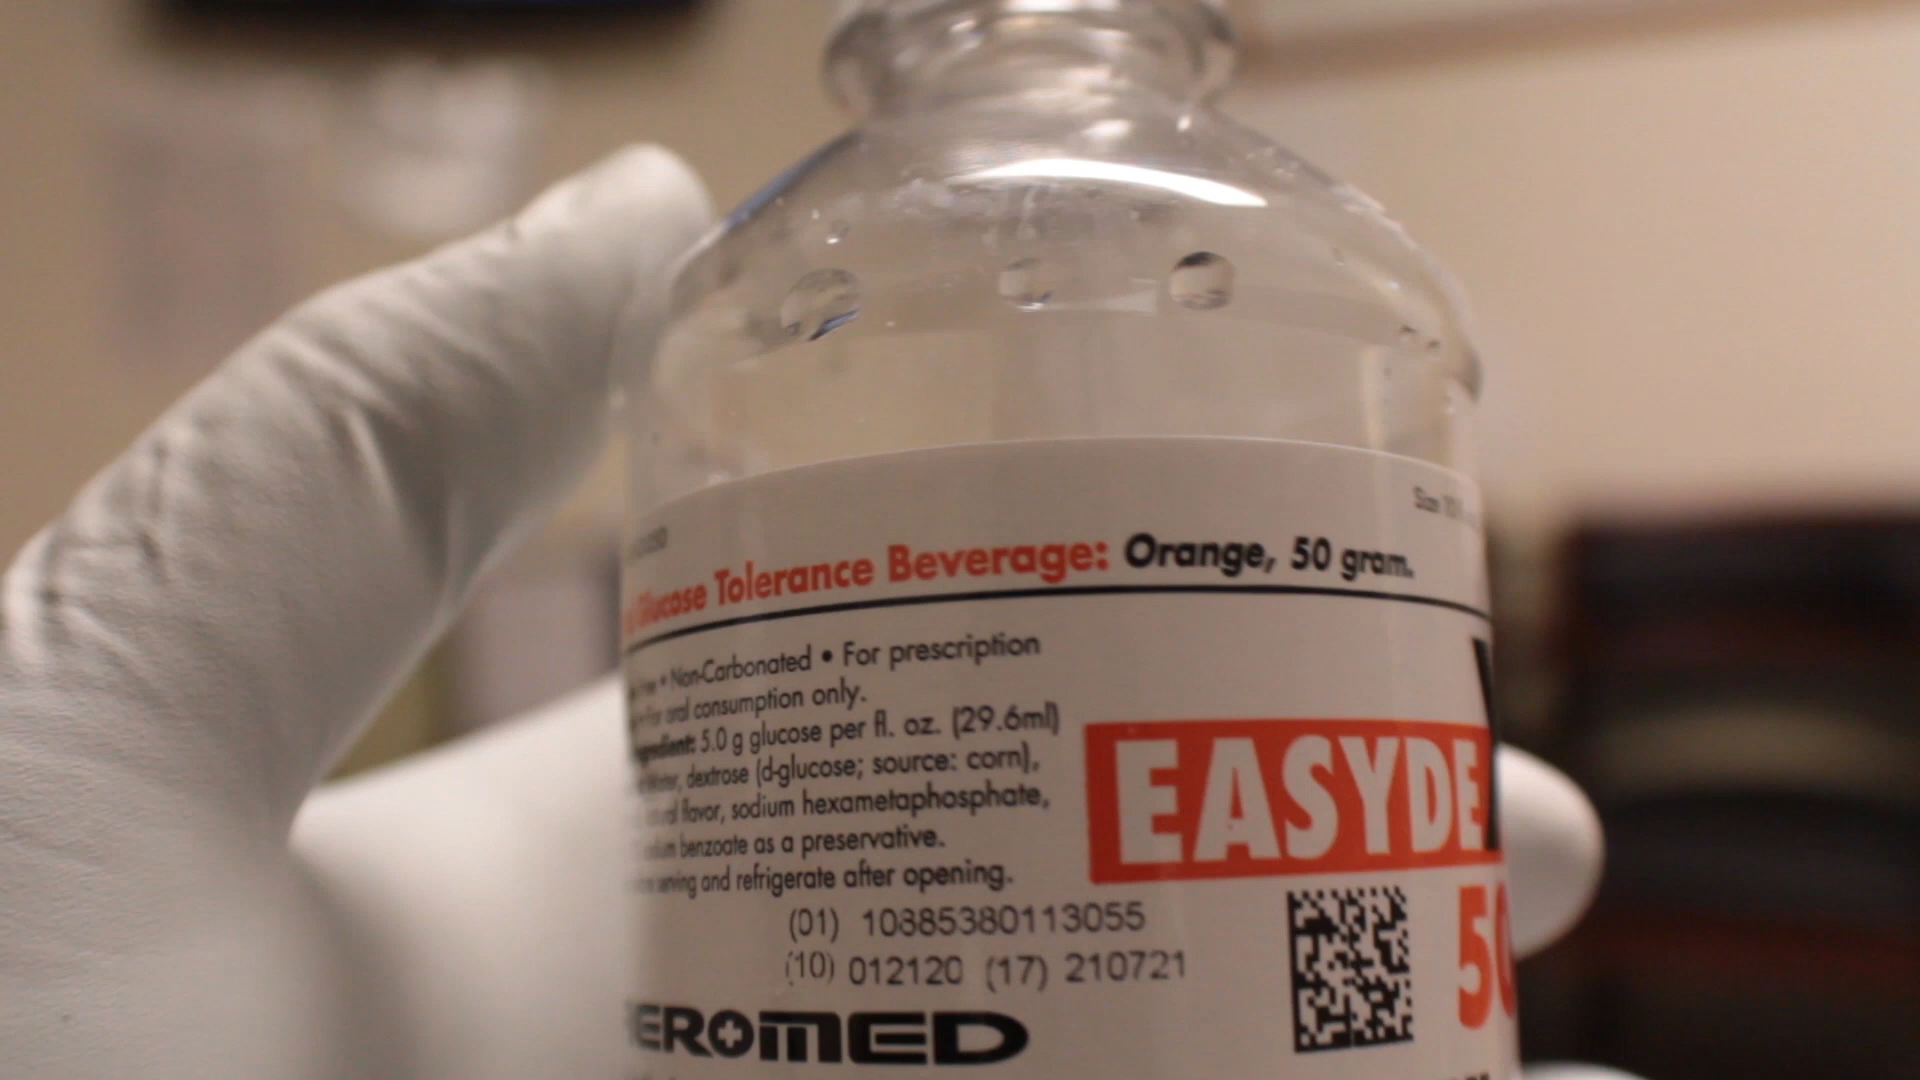 Glucose Tolerance Beverage: Orange, 50 gram.
• Non-Carbonated • For prescription
For oral consumption only.
5.0 g glucose per fl. oz. (29.6ml)
dextrose (d-glucose; source: corn),
flavor, sodium hexametaphosphate,
benzoate as a preservative.
serving and refrigerate after opening.
EASYDE
(01) 10885380113055
(10) 012120 (17) 210721
50
EROMED